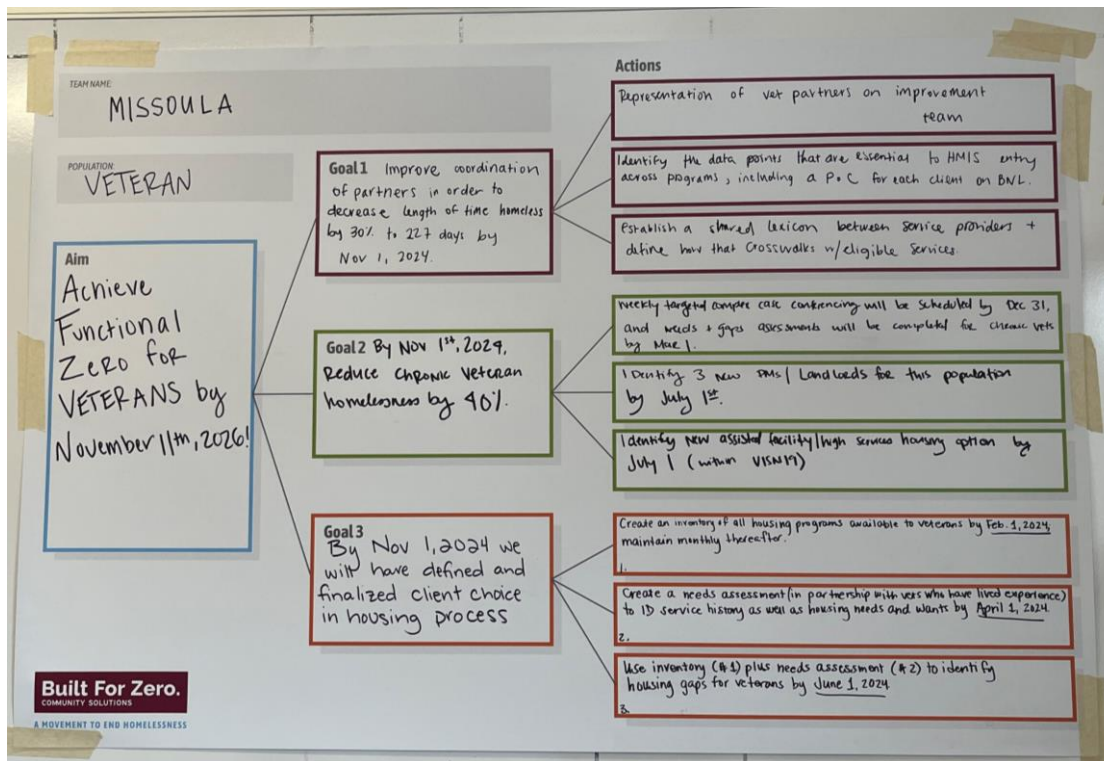 TEAM NAME:
MISSOULA
POPULATION:
VETERAN
Aim
Achieve
Functional
Zero for
VETERANS by
November 11th, 2026!
Goal 1 Improve coordination
of partners in order to
decrease length of time homeless
by 30% to 227 days by
Nov 1, 2024.
Goal 2 By Nov 1st, 2024,
Reduce chronic veteran
homelessness by 40%.
Goal 3
By Nov 1, 2024 we
will have defined and
finalized client choice
in housing process
Actions
Representation of vet partners on improvement
team
Identify the data points that are essential to HMIS entry
across programs, including a PoC for each client on BNL.
Establish a shared lexicon between service providers +
define how that crosswalks w/eligible services.
Weekly targeted complex case conferencing will be scheduled by Dec 31,
and needs + gaps assessments will be completed for chronic vets
by Mar 1.
Identify 3 new PMs/ Landlords for this population
by July 1st.
Identify new assisted facility/high services housing option by
July 1 (within VISN19)
Create an inventory of all housing programs available to veterans by Feb. 1, 2024,
maintain monthly thereafter.
1.
Create a needs assessment (in partnership with vets who have lived experience)
to ID service history as well as housing needs and wants by April 1, 2024.
2.
Use inventory (#1) plus needs assessment (#2) to identify
housing gaps for veterans by June 1, 2024
3.
Built For Zero.
COMMUNITY SOLUTIONS
A MOVEMENT TO END HOMELESSNESS